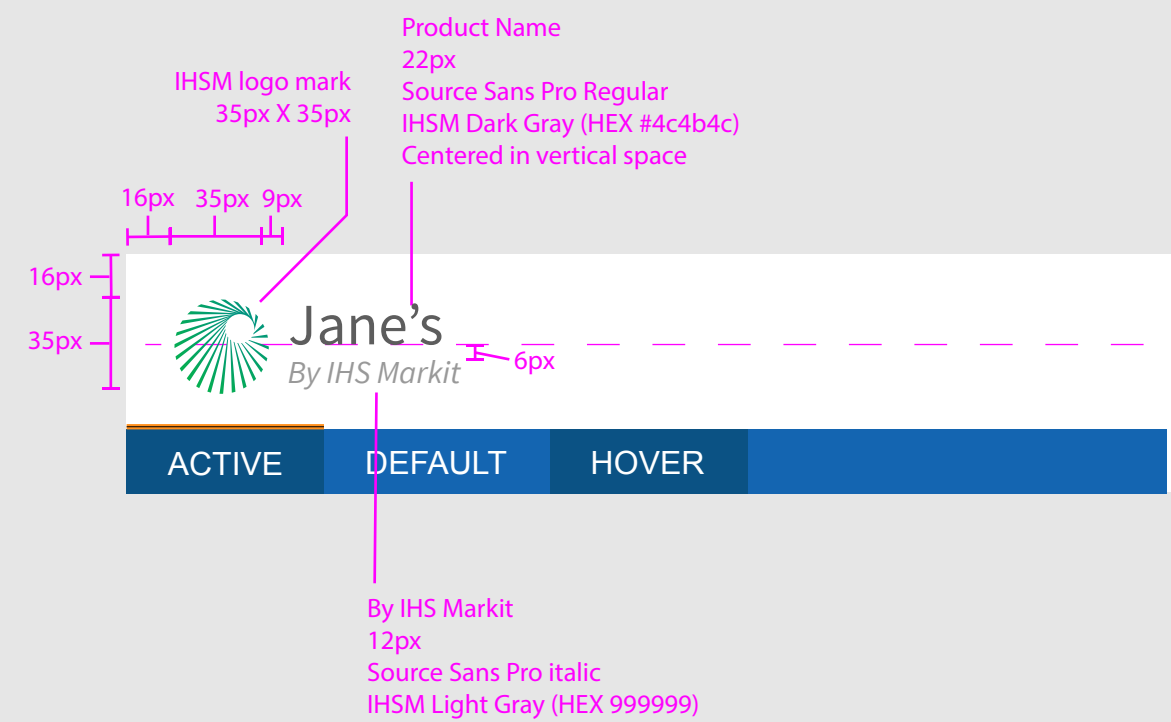 Product Name
22px
Source Sans Pro Regular
IHSM Dark Gray (HEX #4c4b4c)
Centered in vertical space
IHSM logo mark
35px X 35px
16px 35px 9px
16px
35px
Jane’s
By IHS Markit
6px
ACTIVE DEFAULT HOVER
By IHS Markit
12px
Source Sans Pro italic
IHSM Light Gray (HEX 999999)